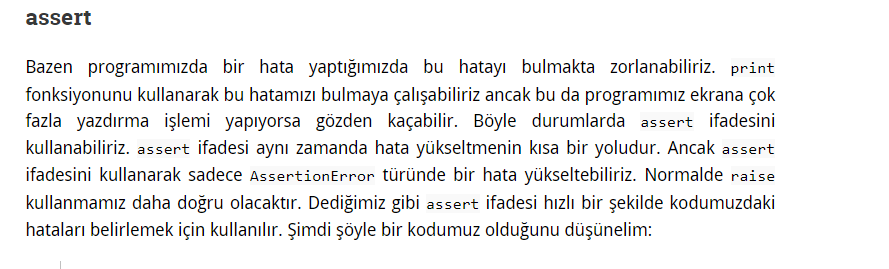 assert
Bazen programımızda bir hata yaptığımızda bu hatayı bulmakta zorlanabiliriz. print
fonksiyonunu kullanarak bu hatamızı bulmaya çalışabiliriz ancak bu da programımız ekrana çok
fazla yazdırma işlemi yapıyorsa gözden kaçabilir. Böyle durumlarda assert ifadesini
kullanabiliriz. assert ifadesi aynı zamanda hata yükseltmenin kısa bir yoludur. Ancak assert
ifadesini kullanarak sadece AssertionError türünde bir hata yükseltebiliriz. Normalde raise
kullanmamız daha doğru olacaktır. Dediğimiz gibi assert ifadesi hızlı bir şekilde kodumuzdaki
hataları belirlemek için kullanılır. Şimdi şöyle bir kodumuz olduğunu düşünelim: